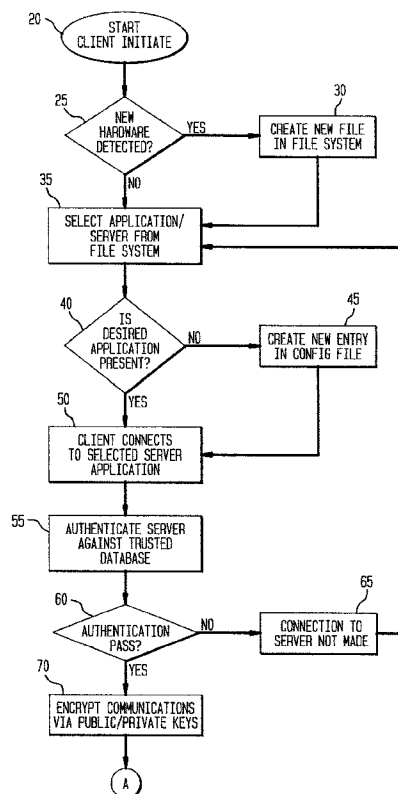 20
START
CLIENT INITIATE
25
NEW
HARDWARE
DETECTED?
YES
NO
30
CREATE NEW FILE
IN FILE SYSTEM
35
SELECT APPLICATION/
SERVER FROM
FILE SYSTEM
40
IS
DESIRED
APPLICATION
PRESENT?
NO
YES
45
CREATE NEW ENTRY
IN CONFIG FILE
50
CLIENT CONNECTS
TO SELECTED SERVER
APPLICATION
55
AUTHENTICATE SERVER
AGAINST TRUSTED
DATABASE
60
AUTHENTICATION
PASS?
NO
YES
65
CONNECTION TO
SERVER NOT MADE
70
ENCRYPT COMMUNICATIONS
VIA PUBLIC/PRIVATE KEYS
A